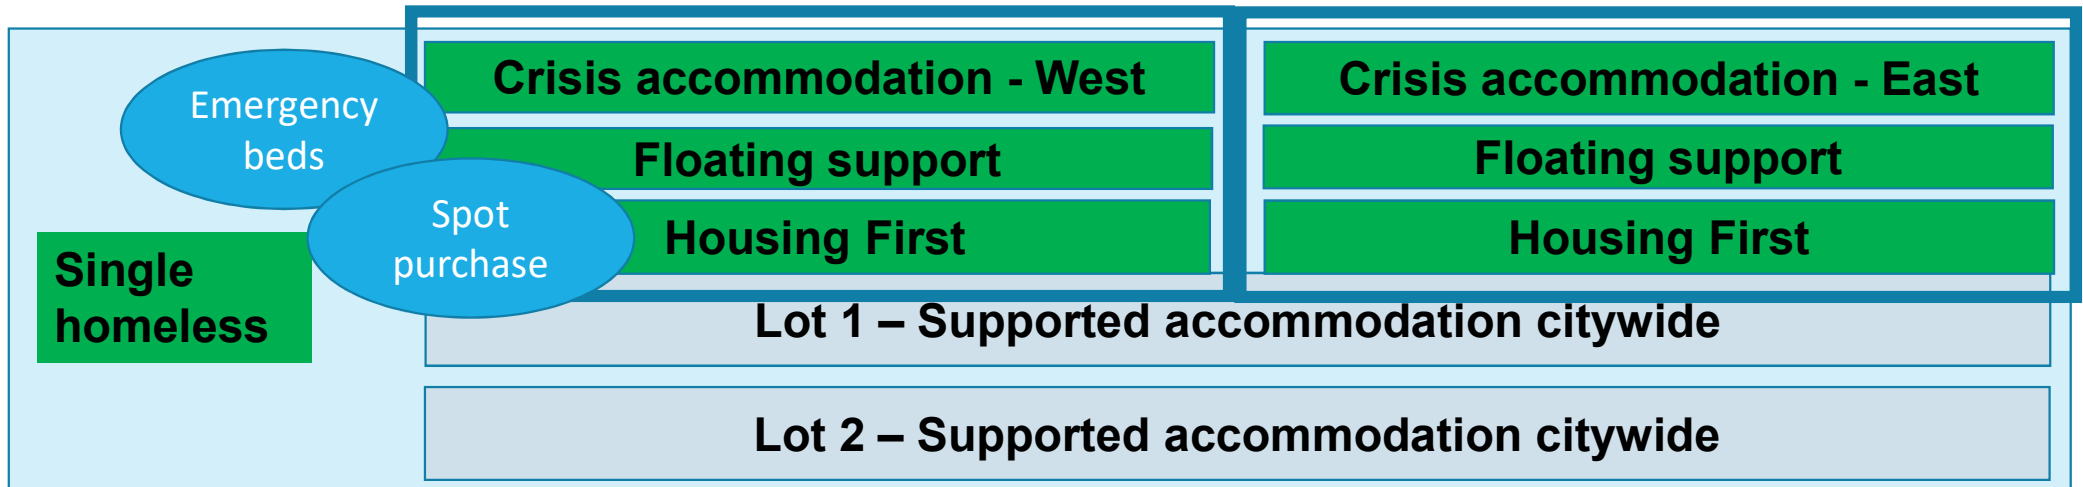 Crisis accommodation - West
Crisis accommodation - East
Emergency
beds
Floating support
Floating support
Spot
purchase
Housing First
Housing First
Single
homeless
Lot 1 – Supported accommodation citywide
Lot 2 – Supported accommodation citywide